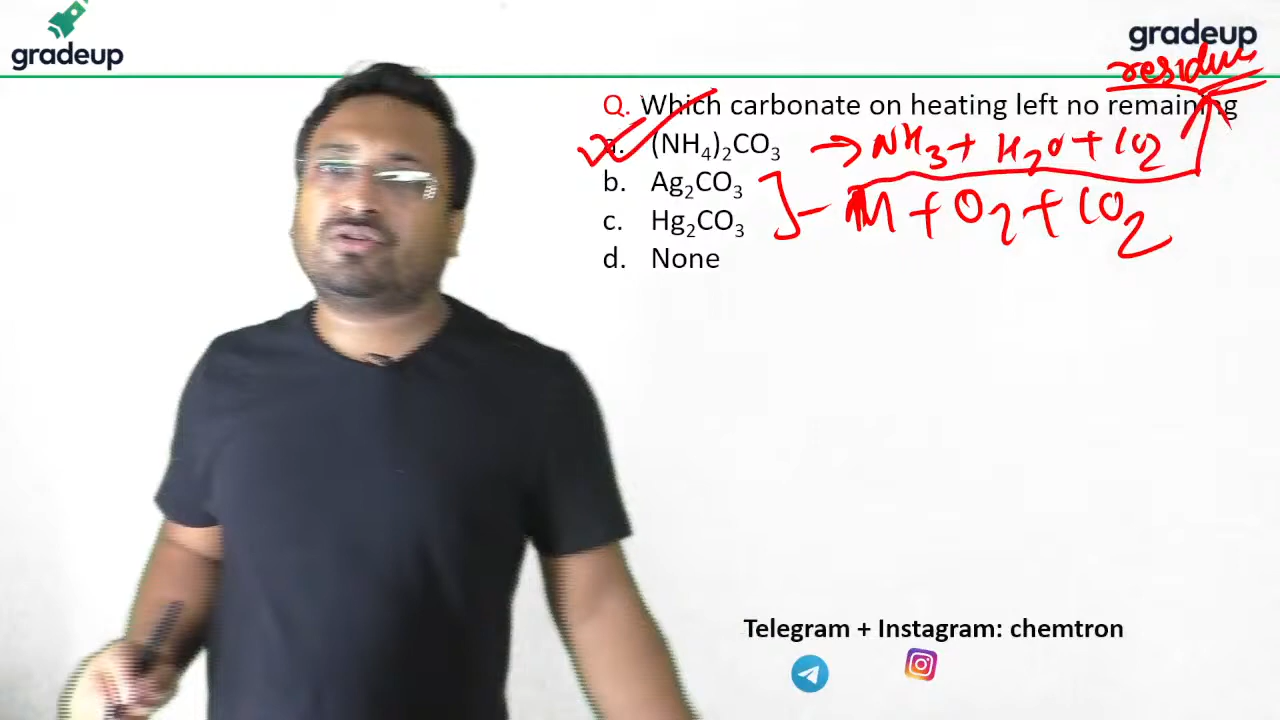 gradeup
gradeup
residue
Q. Which carbonate on heating left no remaining
a. (NH₄)₂CO₃ → NH₃ + H₂O + CO₂
b. Ag₂CO₃
c. Hg₂CO₃ ] - M + O₂ + CO₂
d. None
Telegram + Instagram: chemtron